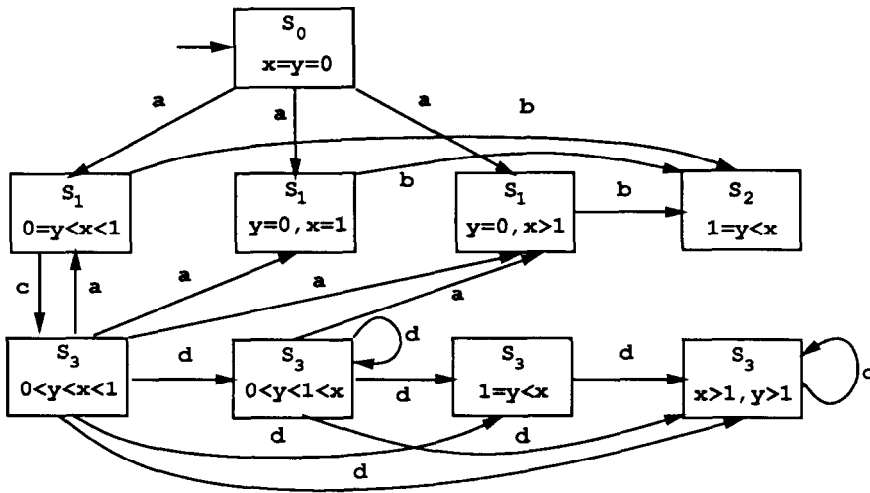 S0
x=y=0
a
a
a
b
S1
0=y<x<1
S1
y=0,x=1
b
S1
y=0,x>1
b
S2
1=y<x
c
a
a
a
a
S3
0<y<x<1
d
S3
0<y<1<x
d
d
S3
1=y<x
d
S3
x>1,y>1
d
d
d